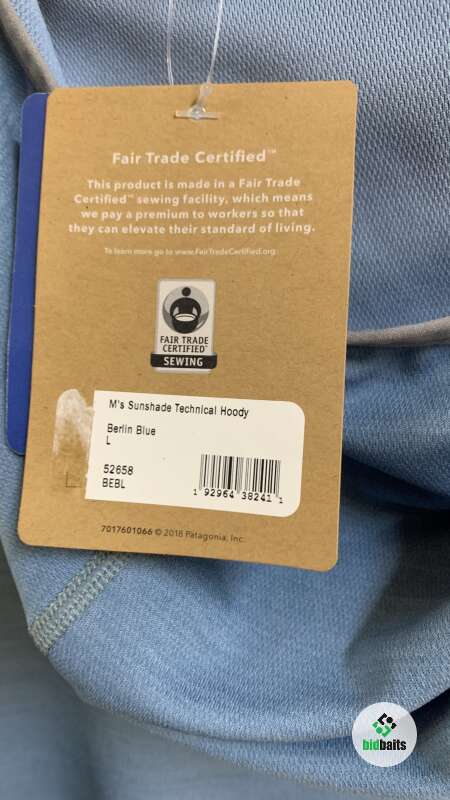 Fair Trade Certified™
This product is made in a Fair Trade
Certified™ sewing facility, which means
we pay a premium to workers so that
they can elevate their standard of living.
To learn more go to www.FairTradeCertified.org
FAIR TRADE
CERTIFIED™
SEWING
M's Sunshade Technical Hoody
Berlin Blue
L
52658
BEBL
1 92964 38241 1
7017601066 © 2018 Patagonia, Inc.
bidbaits